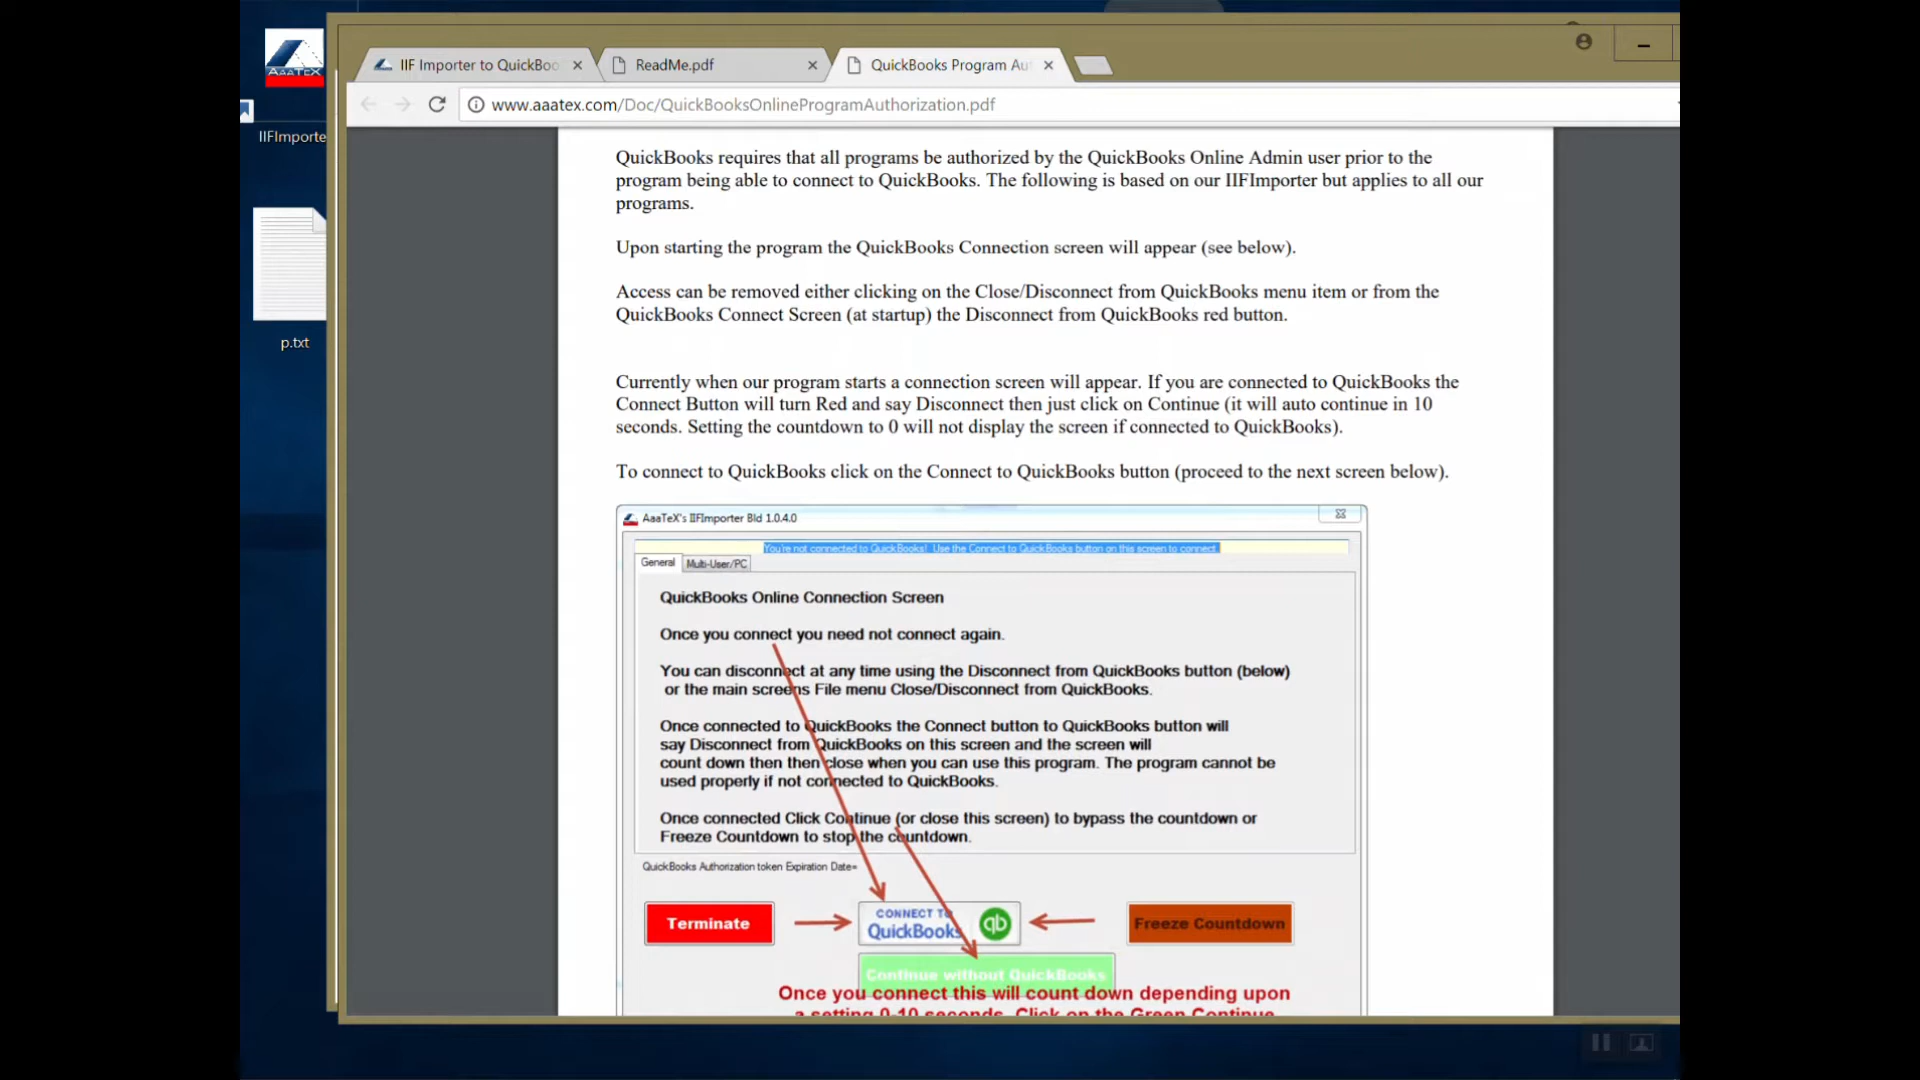 AaaTeX
IIFImporte
p.txt
IIF Importer to QuickBoo
ReadMe.pdf
QuickBooks Program Au
www.aaatex.com/Doc/QuickBooksOnlineProgramAuthorization.pdf
QuickBooks requires that all programs be authorized by the QuickBooks Online Admin user prior to the
program being able to connect to QuickBooks. The following is based on our IIFImporter but applies to all our
programs.
Upon starting the program the QuickBooks Connection screen will appear (see below).
Access can be removed either clicking on the Close/Disconnect from QuickBooks menu item or from the
QuickBooks Connect Screen (at startup) the Disconnect from QuickBooks red button.
Currently when our program starts a connection screen will appear. If you are connected to QuickBooks the
Connect Button will turn Red and say Disconnect then just click on Continue (it will auto continue in 10
seconds. Setting the countdown to 0 will not display the screen if connected to QuickBooks).
To connect to QuickBooks click on the Connect to QuickBooks button (proceed to the next screen below).
AaaTeX's IIFImporter Bld 1.0.4.0
You're not connected to QuickBooks! Use the Connect to QuickBooks button on this screen to connect.
General
Multi-User/PC
QuickBooks Online Connection Screen
Once you connect you need not connect again.
You can disconnect at any time using the Disconnect from QuickBooks button (below)
or the main screens File menu Close/Disconnect from QuickBooks.
Once connected to QuickBooks the Connect button to QuickBooks button will
say Disconnect from QuickBooks on this screen and the screen will
count down then then close when you can use this program. The program cannot be
used properly if not connected to QuickBooks.
Once connected Click Continue (or close this screen) to bypass the countdown or
Freeze Countdown to stop the countdown.
QuickBooks Authorization token Expiration Date=
Terminate
CONNECT TO
QuickBooks
qb
Freeze Countdown
Continue without QuickBooks
Once you connect this will count down depending upon
a setting 0-10 seconds. Click on the Green Continue